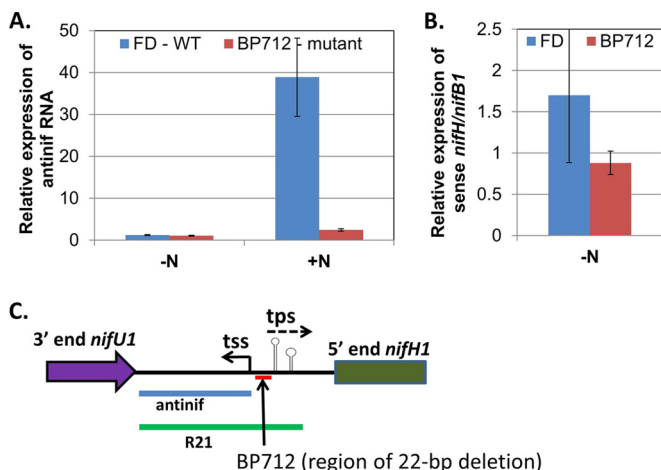 A.
Relative expression of
antinif RNA
50
40
30
20
10
0
FD - WT
BP712 - mutant
-N
+N
B.
Relative expression of
sense nifH/nifB1
2.5
2
1.5
1
0.5
0
FD
BP712
-N
C.
3' end nifU1
tss
tps
5' end nifH1
antinif
R21
BP712 (region of 22-bp deletion)